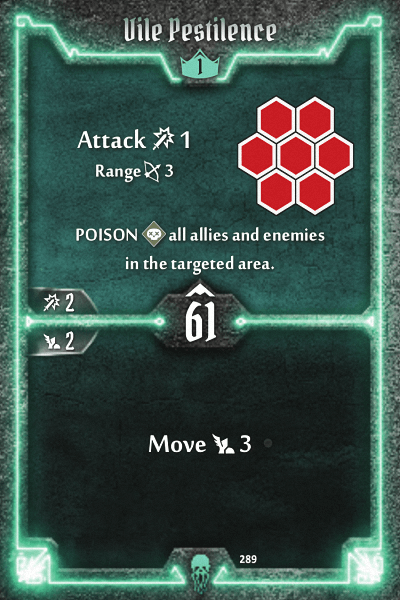 Vile Pestilence
1
Attack 1
Range 3
POISON all allies and enemies
in the targeted area.
2
61
2
Move 3
289